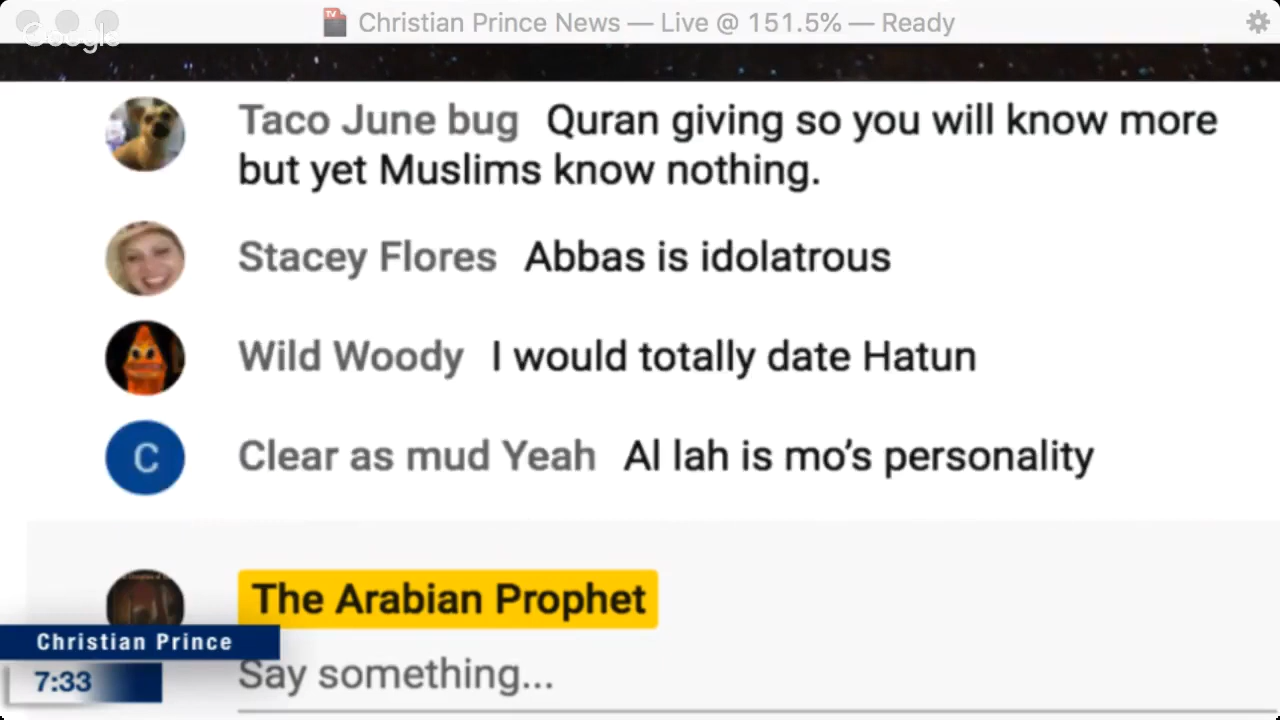 Christian Prince News — Live @ 151.5% — Ready
Google
Taco June bug Quran giving so you will know more
but yet Muslims know nothing.
Stacey Flores Abbas is idolatrous
Wild Woody I would totally date Hatun
C
Clear as mud Yeah Al lah is mo's personality
The Arabian Prophet
Christian Prince
Say something...
7:33